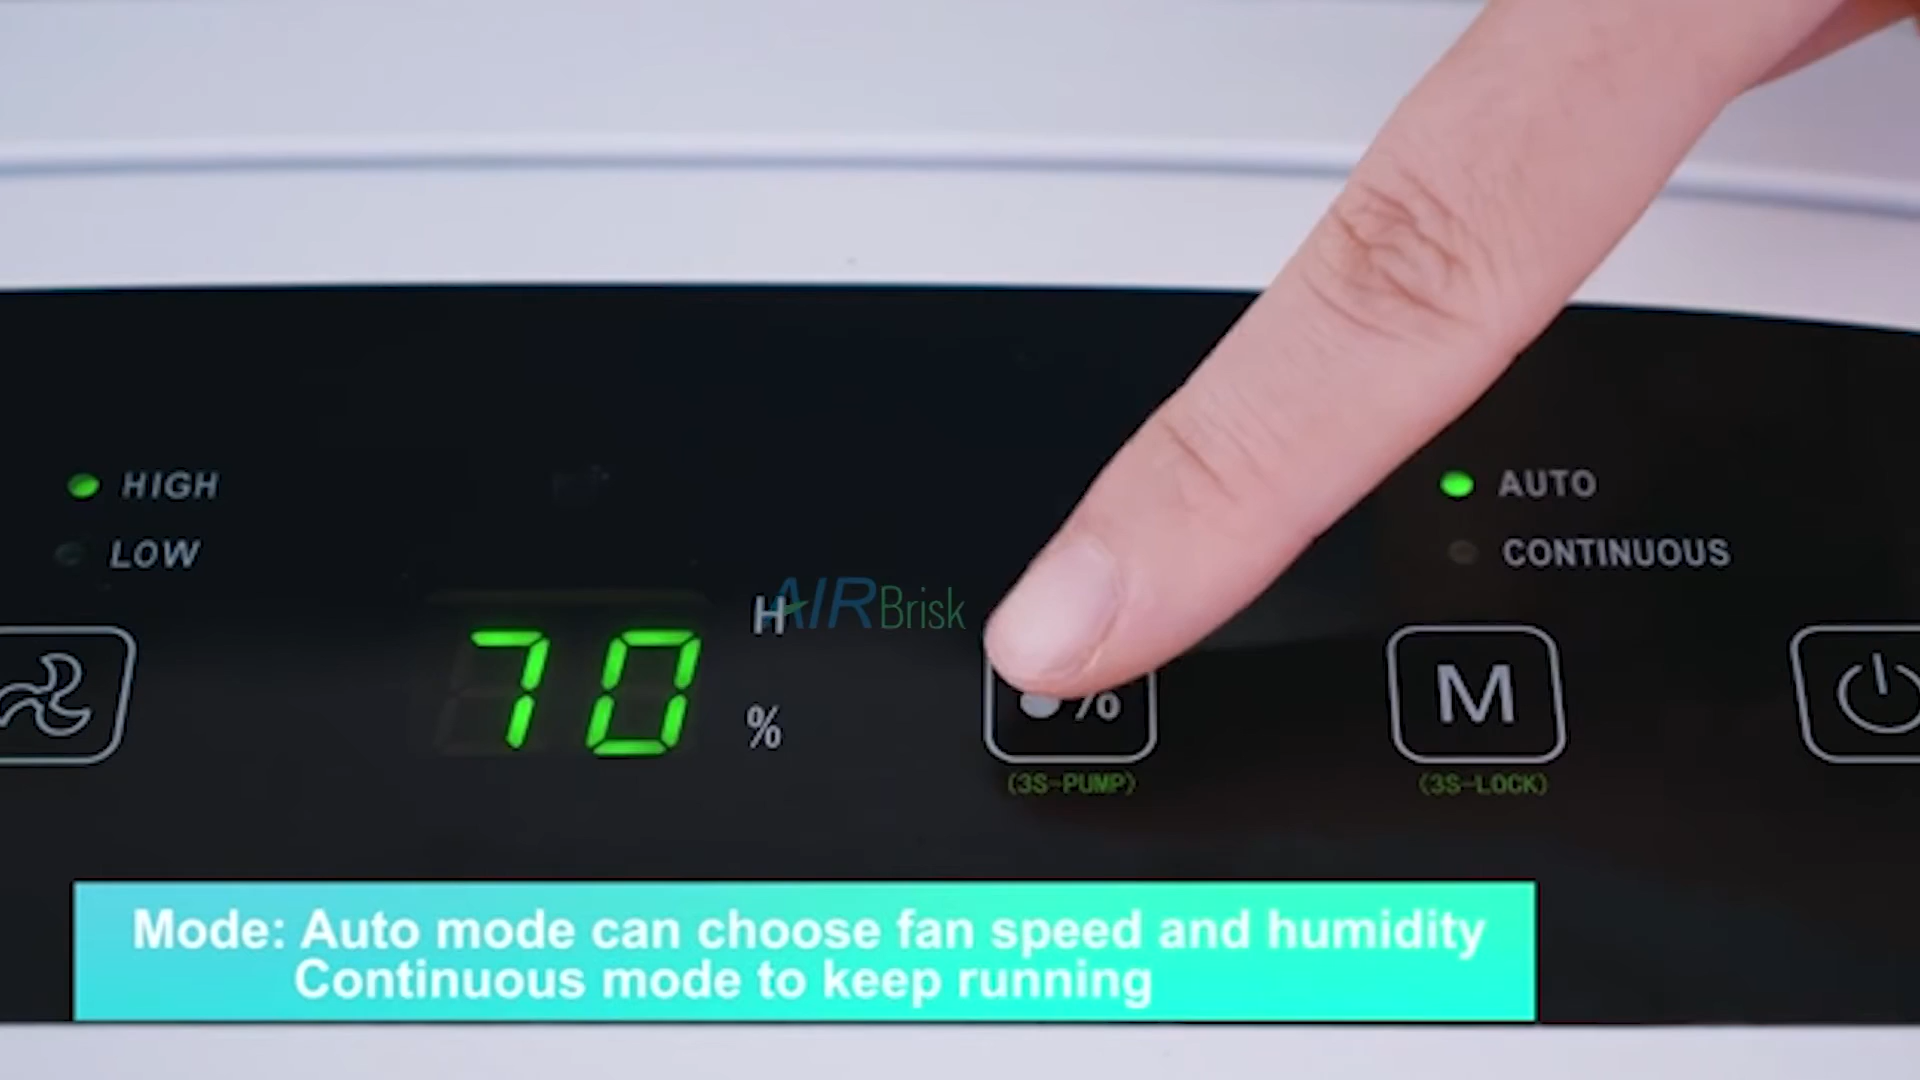 HIGH
LOW
70
H
%
AIRBrisk
%
(3S-PUMP)
AUTO
CONTINUOUS
M
(3S-LOCK)
Mode: Auto mode can choose fan speed and humidity
Continuous mode to keep running